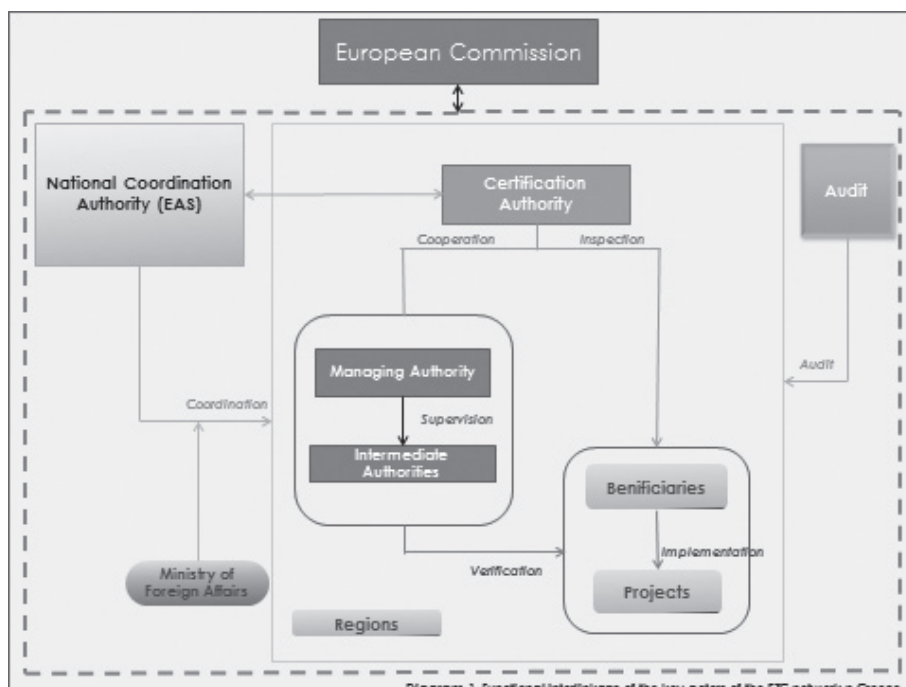 European Commission
National Coordination
Authority (EAS)
Certification
Authority
Audit
Cooperation
Inspection
Managing Authority
Audit
Coordination
Supervision
Intermediate
Authorities
Benificiaries
Implementation
Verification
Ministry of
Foreign Affairs
Projects
Regions